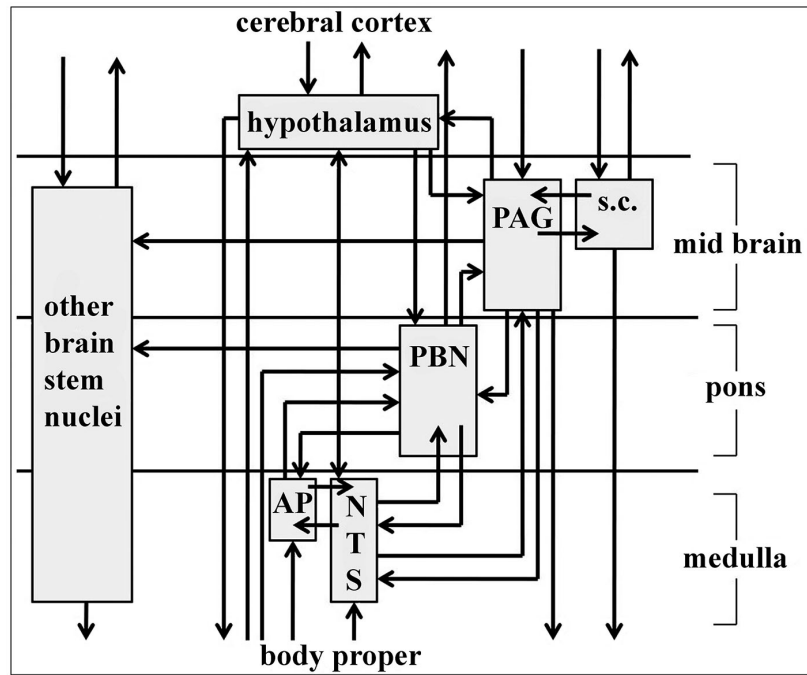 cerebral cortex
hypothalamus
s.c.
PAG
mid brain
other
brain
stem
nuclei
PBN
pons
AP
N
T
S
medulla
body proper